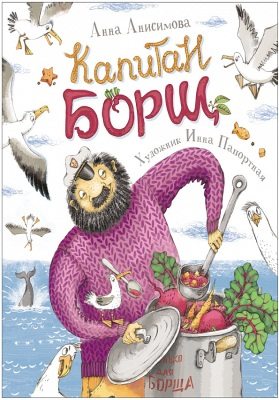 Анна Анисимова
Капитан
БОРЩ
Художник Инна Папоротная
для
БОРЩА